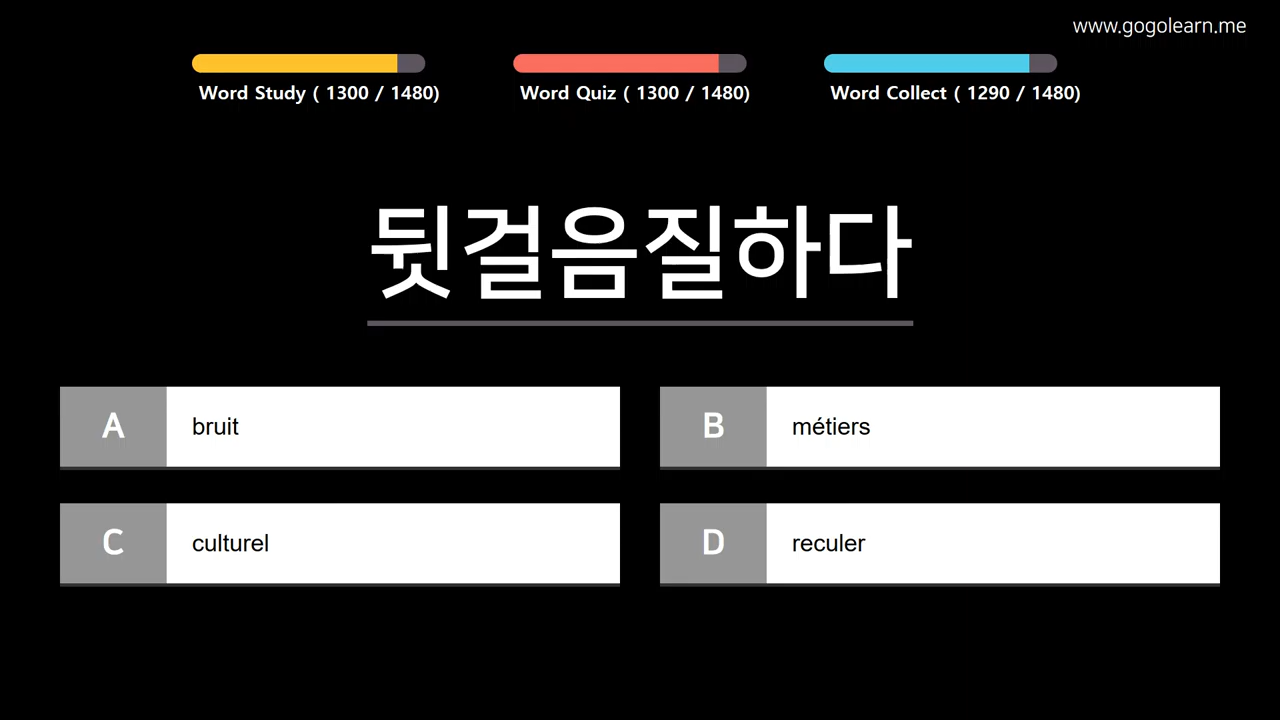 www.gogolearn.me
Word Study ( 1300 / 1480)
Word Quiz ( 1300 / 1480)
Word Collect ( 1290 / 1480)
뒷걸음질하다
A bruit
B métiers
C culturel
D reculer